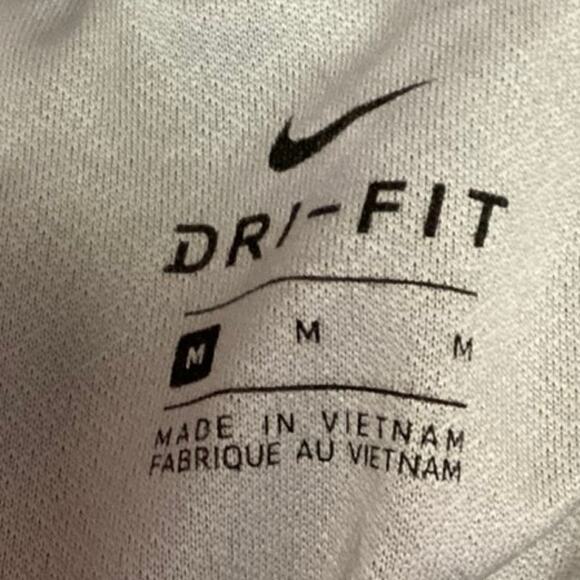 DRI-FIT
M M M
MADE IN VIETNAM
FABRIQUE AU VIETNAM